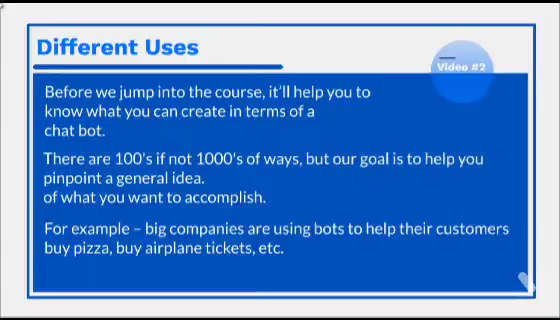 Different Uses
Video #2
Before we jump into the course, it'll help you to
know what you can create in terms of a
chat bot.
There are 100's if not 1000's of ways, but our goal is to help you
pinpoint a general idea.
of what you want to accomplish.
For example – big companies are using bots to help their customers
buy pizza, buy airplane tickets, etc.